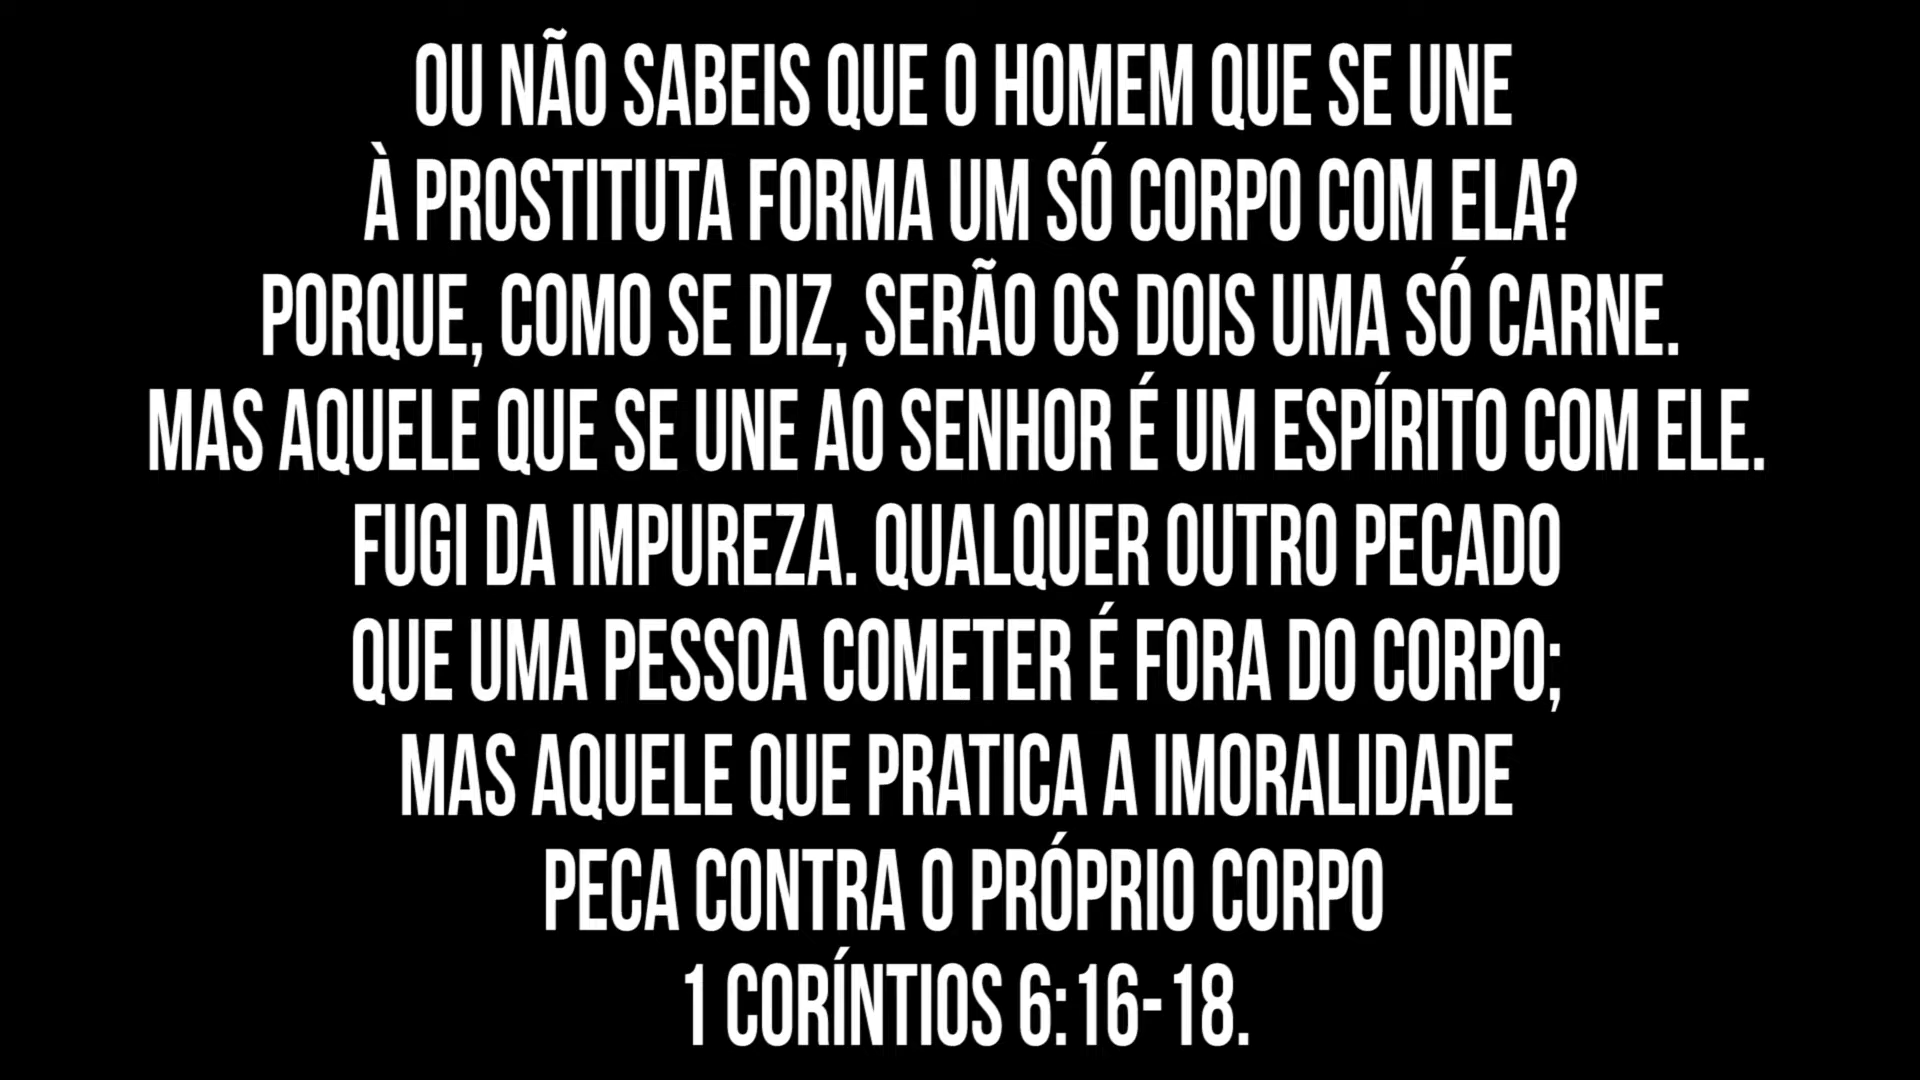 OU NÃO SABEIS QUE O HOMEM QUE SE UNE
À PROSTITUTA FORMA UM SÓ CORPO COM ELA?
PORQUE, COMO SE DIZ, SERÃO OS DOIS UMA SÓ CARNE.
MAS AQUELE QUE SE UNE AO SENHOR É UM ESPÍRITO COM ELE.
FUGI DA IMPUREZA. QUALQUER OUTRO PECADO
QUE UMA PESSOA COMETER É FORA DO CORPO;
MAS AQUELE QUE PRATICA A IMORALIDADE
PECA CONTRA O PRÓPRIO CORPO
1 CORÍNTIOS 6:16-18.